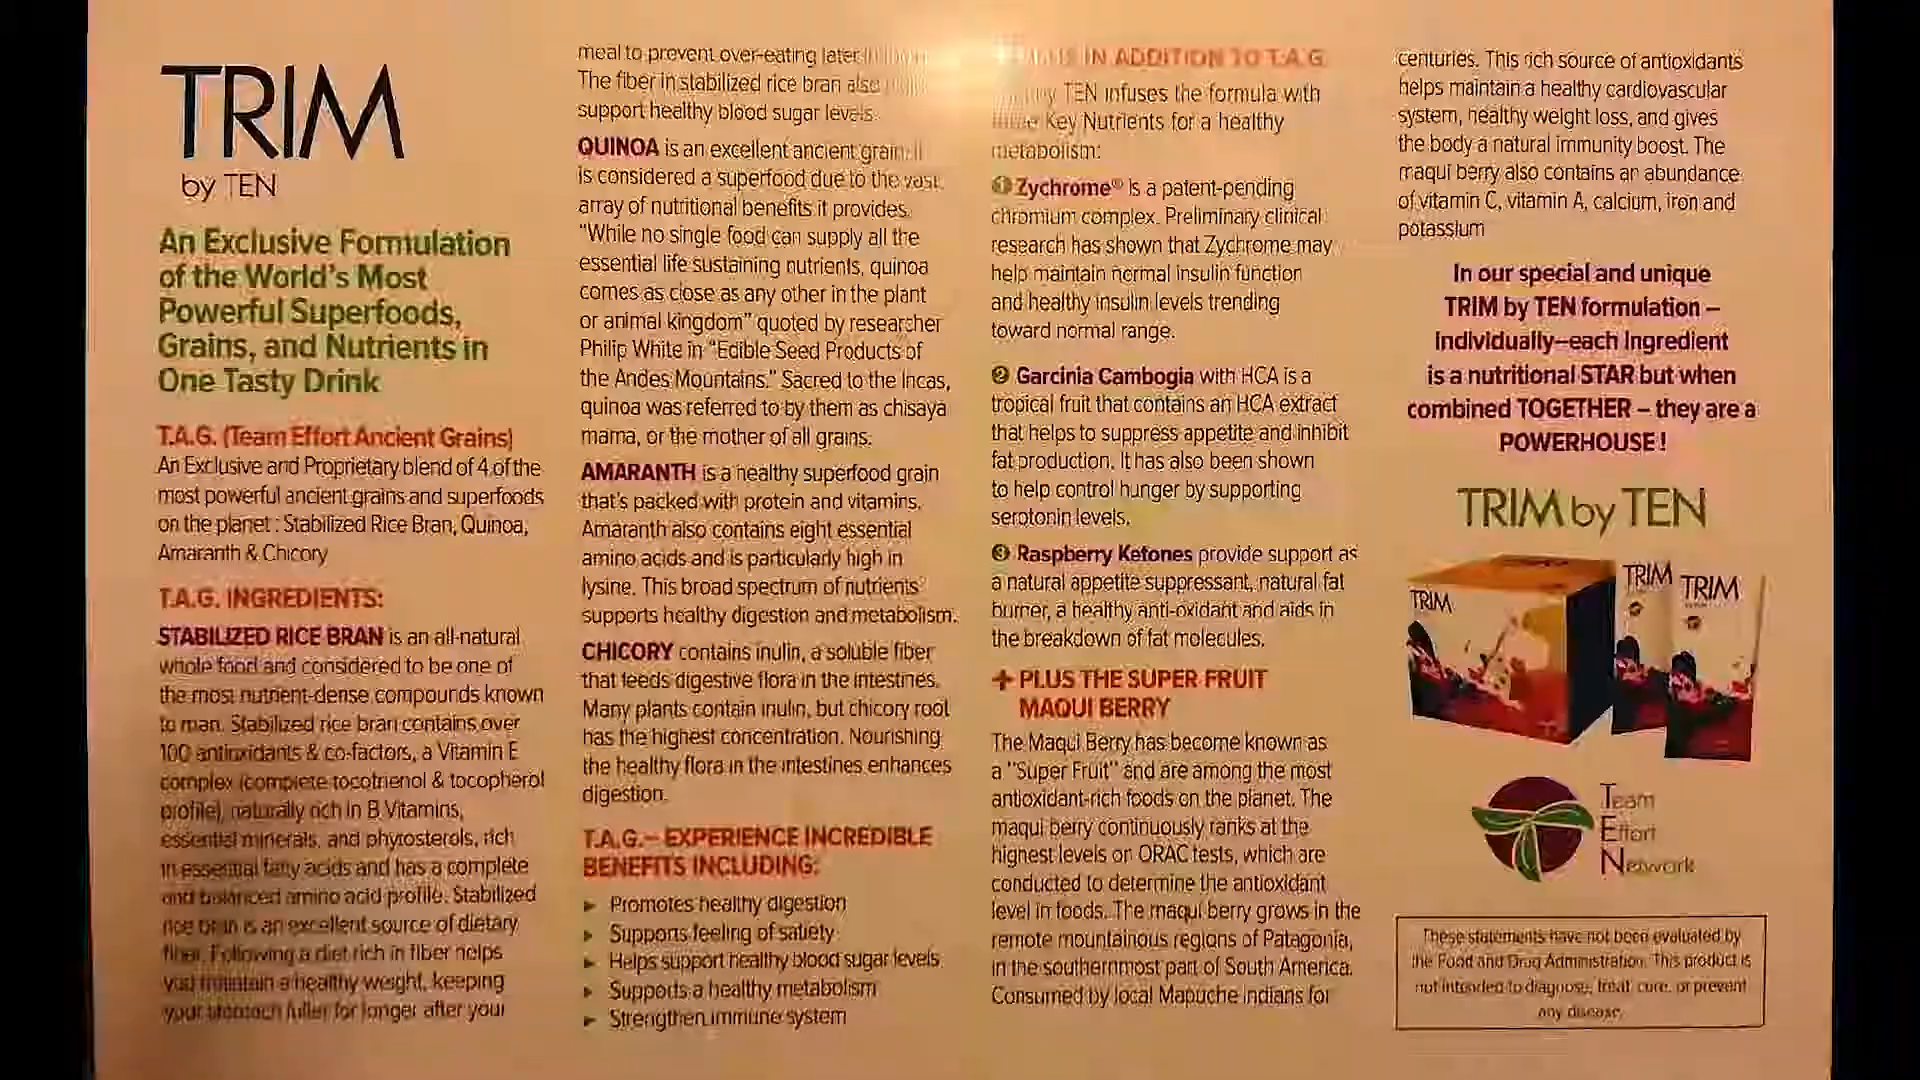 TRIM
by TEN
An Exclusive Formulation
of the World's Most
Powerful Superfoods,
Grains, and Nutrients in
One Tasty Drink
T.A.G. (Team Effort Ancient Grains)
An Exclusive and Proprietary blend of 4 of the
most powerful ancient grains and superfoods
on the planet : Stabilized Rice Bran, Quinoa,
Amaranth & Chicory
T.A.G. INGREDIENTS:
STABILIZED RICE BRAN is an all-natural
whole food and considered to be one of
the most nutrient-dense compounds known
to man. Stabilized rice bran contains over
100 antioxidants & co-factors, a Vitamin E
complex (complete tocotrienol & tocopherol
profile), naturally rich in B Vitamins,
essential minerals, and phytosterols, rich
in essential fatty acids and has a complete
and balanced amino acid profile. Stabilized
rice bran is an excellent source of dietary
fiber. Following a diet rich in fiber helps
you maintain a healthy weight, keeping
your stomach fuller for longer after your
meal to prevent over-eating later in
The fiber in stabilized rice bran also
support healthy blood sugar levels.
QUINOA is an excellent ancient grain. It
is considered a superfood due to the vast
array of nutritional benefits it provides.
"While no single food can supply all the
essential life sustaining nutrients, quinoa
comes as close as any other in the plant
or animal kingdom" quoted by researcher
Philip White in "Edible Seed Products of
the Andes Mountains." Sacred to the Incas,
quinoa was referred to by them as chisaya
mama, or the mother of all grains.
AMARANTH is a healthy superfood grain
that's packed with protein and vitamins.
Amaranth also contains eight essential
amino acids and is particularly high in
lysine. This broad spectrum of nutrients
supports healthy digestion and metabolism.
CHICORY contains inulin, a soluble fiber
that feeds digestive flora in the intestines.
Many plants contain inulin, but chicory root
has the highest concentration. Nourishing
the healthy flora in the intestines enhances
digestion.
T.A.G.– EXPERIENCE INCREDIBLE
BENEFITS INCLUDING:
► Promotes healthy digestion
► Supports feeling of satiety
► Helps support healthy blood sugar levels
► Supports a healthy metabolism
► Strengthen immune system
IS IN ADDITION TO T.A.G.
TEN infuses the formula with
these Key Nutrients for a healthy
metabolism:
❶ Zychrome® is a patent-pending
chromium complex. Preliminary clinical
research has shown that Zychrome may
help maintain normal insulin function
and healthy insulin levels trending
toward normal range.
❷ Garcinia Cambogia with HCA is a
tropical fruit that contains an HCA extract
that helps to suppress appetite and inhibit
fat production. It has also been shown
to help control hunger by supporting
serotonin levels.
❸ Raspberry Ketones provide support as
a natural appetite suppressant, natural fat
burner, a healthy anti-oxidant and aids in
the breakdown of fat molecules.
+ PLUS THE SUPER FRUIT
MAQUI BERRY
The Maqui Berry has become known as
a "Super Fruit" and are among the most
antioxidant-rich foods on the planet. The
maqui berry continuously ranks at the
highest levels on ORAC tests, which are
conducted to determine the antioxidant
level in foods. The maqui berry grows in the
remote mountainous regions of Patagonia,
in the southernmost part of South America.
Consumed by local Mapuche indians for
centuries. This rich source of antioxidants
helps maintain a healthy cardiovascular
system, healthy weight loss, and gives
the body a natural immunity boost. The
maqui berry also contains an abundance
of vitamin C, vitamin A, calcium, iron and
potassium
In our special and unique
TRIM by TEN formulation –
individually–each ingredient
is a nutritional STAR but when
combined TOGETHER – they are a
POWERHOUSE !
TRIM by TEN
TRIM
TRIM
TRIM
Team
Effort
Network
These statements have not been evaluated by
the Food and Drug Administration. This product is
not intended to diagnose, treat, cure, or prevent
any disease.